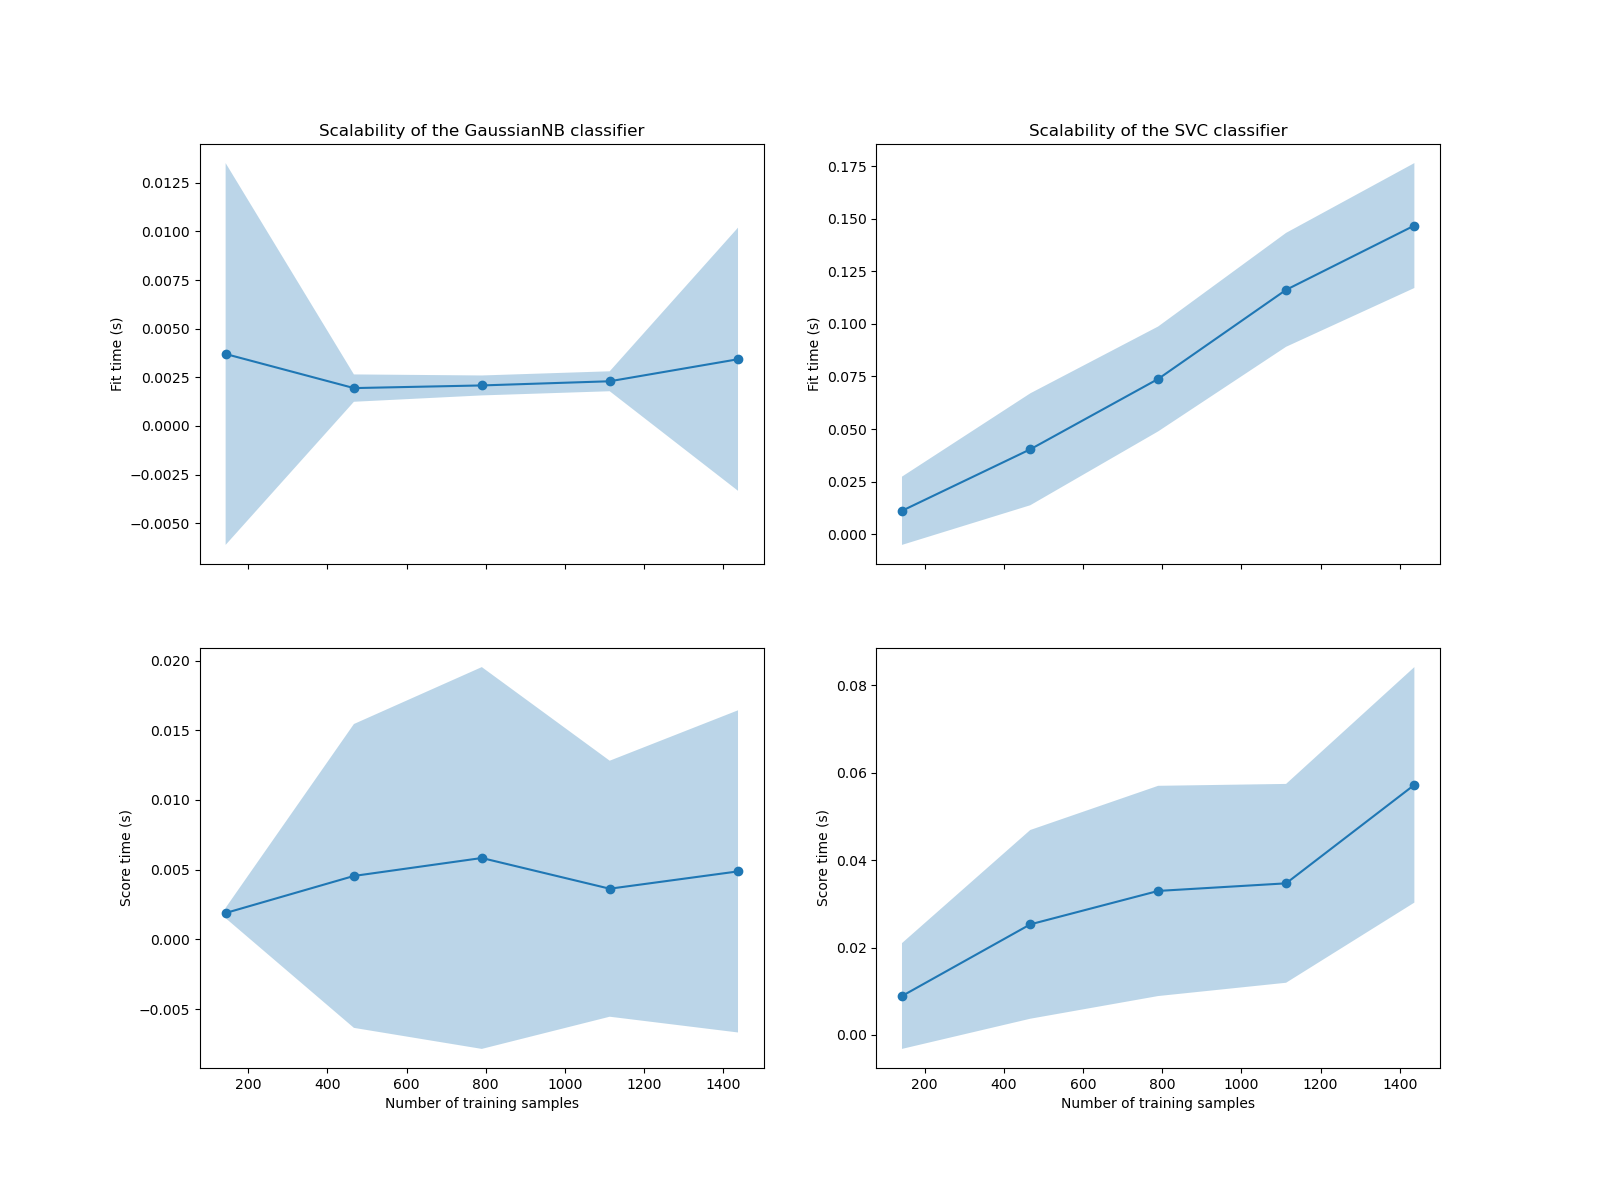 Scalability of the GaussianNB classifier
Fit time (s)
0.0125
0.0100
0.0075
0.0050
0.0025
0.0000
−0.0025
−0.0050
Scalability of the SVC classifier
Fit time (s)
0.175
0.150
0.125
0.100
0.075
0.050
0.025
0.000
Score time (s)
0.020
0.015
0.010
0.005
0.000
−0.005
200 400 600 800 1000 1200 1400
Number of training samples
Score time (s)
0.08
0.06
0.04
0.02
0.00
200 400 600 800 1000 1200 1400
Number of training samples